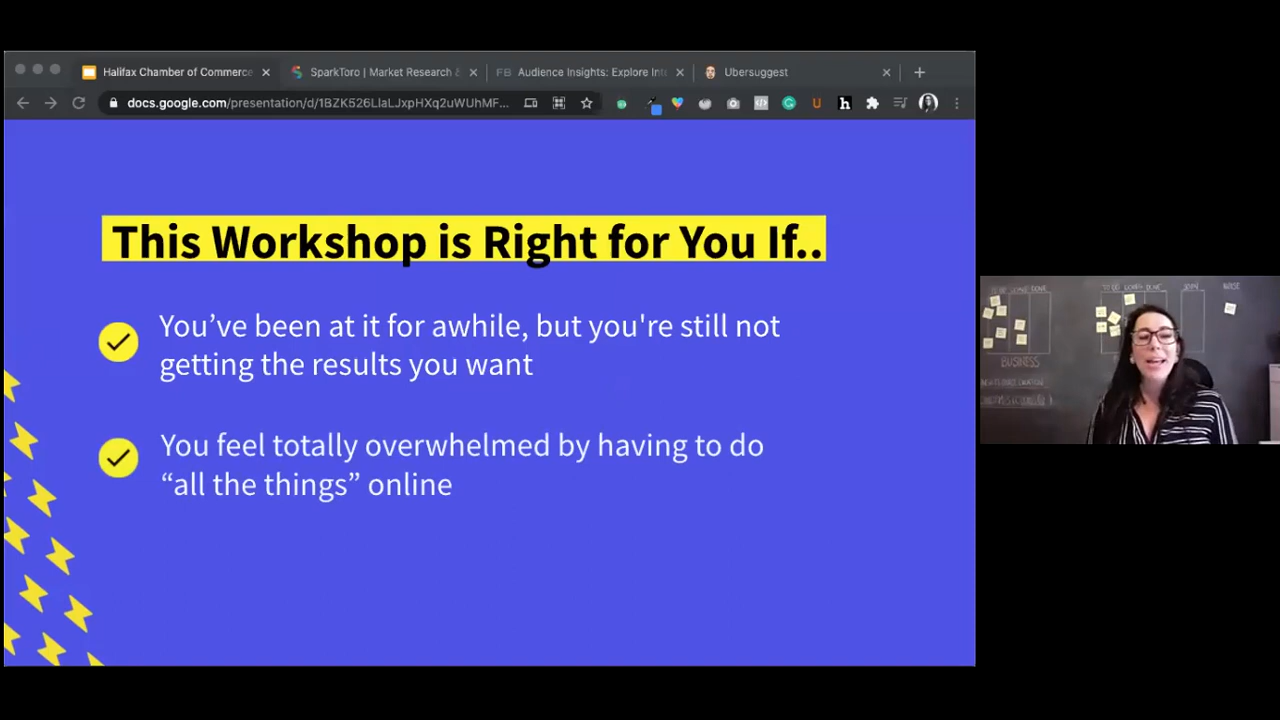 Halifax Chamber of Commerce
SparkToro | Market Research &
FB
Audience Insights: Explore Inte
Ubersuggest
docs.google.com/presentation/d/1BZK526LlaLJxpHXq2uWUhMF...
This Workshop is Right for You If..
You’ve been at it for awhile, but you're still not
getting the results you want
You feel totally overwhelmed by having to do
“all the things” online
BUSINESS